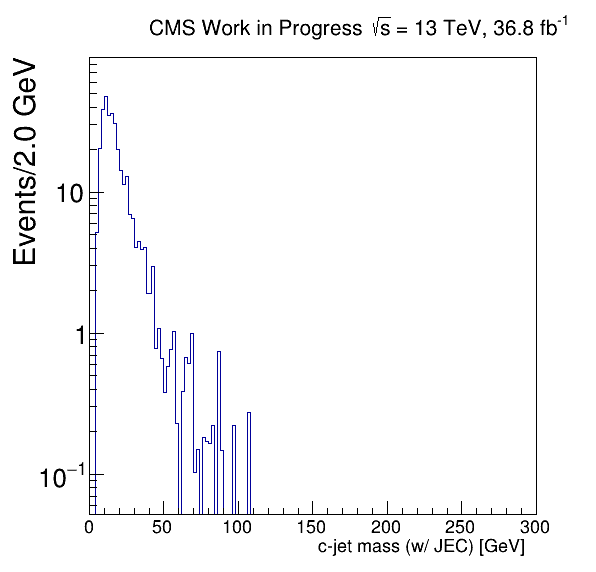 CMS Work in Progress √s = 13 TeV, 36.8 fb⁻¹
Events/2.0 GeV
10
1
10⁻¹
0 50 100 150 200 250 300
c-jet mass (w/ JEC) [GeV]